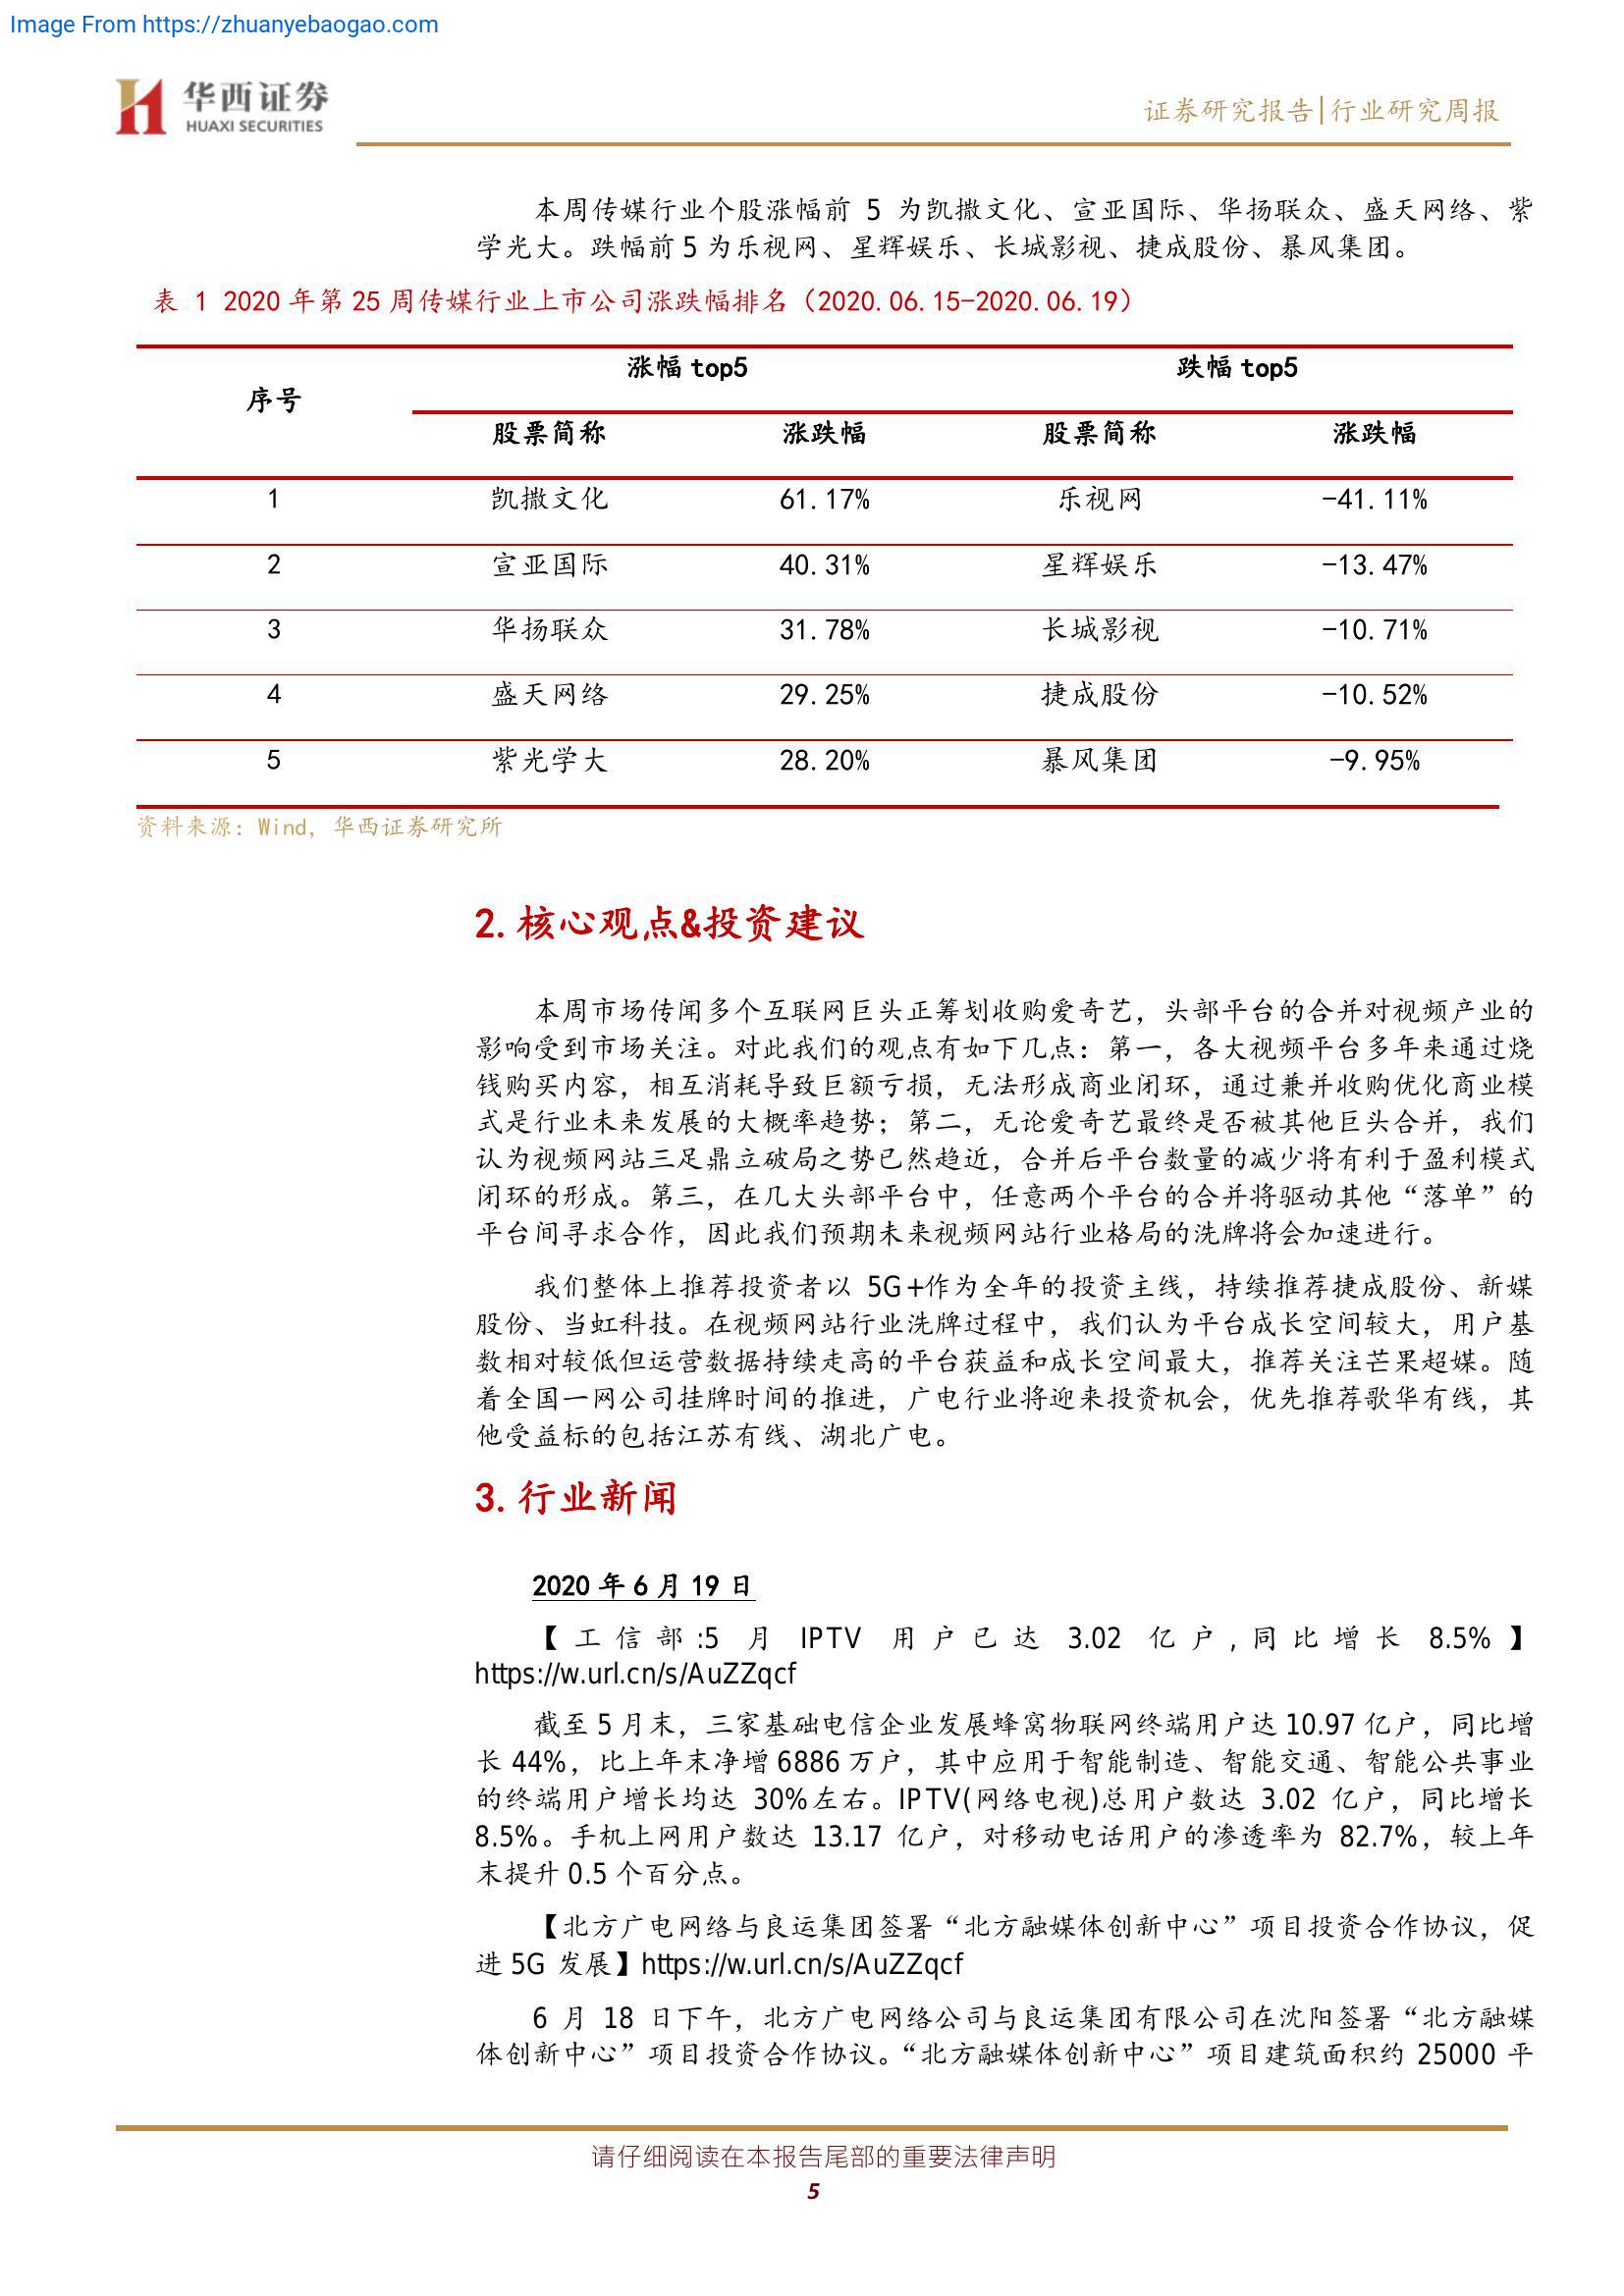 Image From https://zhuanyebaogao.com
华西证券
HUAXI SECURITIES
证券研究报告|行业研究周报
本周传媒行业个股涨幅前 5 为凯撒文化、宣亚国际、华扬联众、盛天网络、紫
学光大。跌幅前 5 为乐视网、星辉娱乐、长城影视、捷成股份、暴风集团。
表 1 2020 年第 25 周传媒行业上市公司涨跌幅排名（2020.06.15-2020.06.19）
序号 涨幅 top5 跌幅 top5
股票简称 涨跌幅 股票简称 涨跌幅
1 凯撒文化 61.17% 乐视网 -41.11%
2 宣亚国际 40.31% 星辉娱乐 -13.47%
3 华扬联众 31.78% 长城影视 -10.71%
4 盛天网络 29.25% 捷成股份 -10.52%
5 紫光学大 28.20% 暴风集团 -9.95%
资料来源：Wind，华西证券研究所
2.核心观点&投资建议
本周市场传闻多个互联网巨头正筹划收购爱奇艺，头部平台的合并对视频产业的
影响受到市场关注。对此我们的观点有如下几点：第一，各大视频平台多年来通过烧
钱购买内容，相互消耗导致巨额亏损，无法形成商业闭环，通过兼并收购优化商业模
式是行业未来发展的大概率趋势；第二，无论爱奇艺最终是否被其他巨头合并，我们
认为视频网站三足鼎立破局之势已然趋近，合并后平台数量的减少将有利于盈利模式
闭环的形成。第三，在几大头部平台中，任意两个平台的合并将驱动其他“落单”的
平台间寻求合作，因此我们预期未来视频网站行业格局的洗牌将会加速进行。
我们整体上推荐投资者以 5G+作为全年的投资主线，持续推荐捷成股份、新媒
股份、当虹科技。在视频网站行业洗牌过程中，我们认为平台成长空间较大，用户基
数相对较低但运营数据持续走高的平台获益和成长空间最大，推荐关注芒果超媒。随
着全国一网公司挂牌时间的推进，广电行业将迎来投资机会，优先推荐歌华有线，其
他受益标的包括江苏有线、湖北广电。
3.行业新闻
2020 年 6 月 19 日
【工信部:5 月 IPTV 用户已达 3.02 亿户,同比增长 8.5%】
https://w.url.cn/s/AuZZqcf
截至 5 月末，三家基础电信企业发展蜂窝物联网终端用户达 10.97 亿户，同比增
长 44%，比上年末净增 6886 万户，其中应用于智能制造、智能交通、智能公共事业
的终端用户增长均达 30%左右。IPTV(网络电视)总用户数达 3.02 亿户，同比增长
8.5%。手机上网用户数达 13.17 亿户，对移动电话用户的渗透率为 82.7%，较上年
末提升 0.5 个百分点。
【北方广电网络与良运集团签署“北方融媒体创新中心”项目投资合作协议，促
进 5G 发展】https://w.url.cn/s/AuZZqcf
6 月 18 日下午，北方广电网络公司与良运集团有限公司在沈阳签署“北方融媒
体创新中心”项目投资合作协议。“北方融媒体创新中心”项目建筑面积约 25000 平
请仔细阅读在本报告尾部的重要法律声明
5